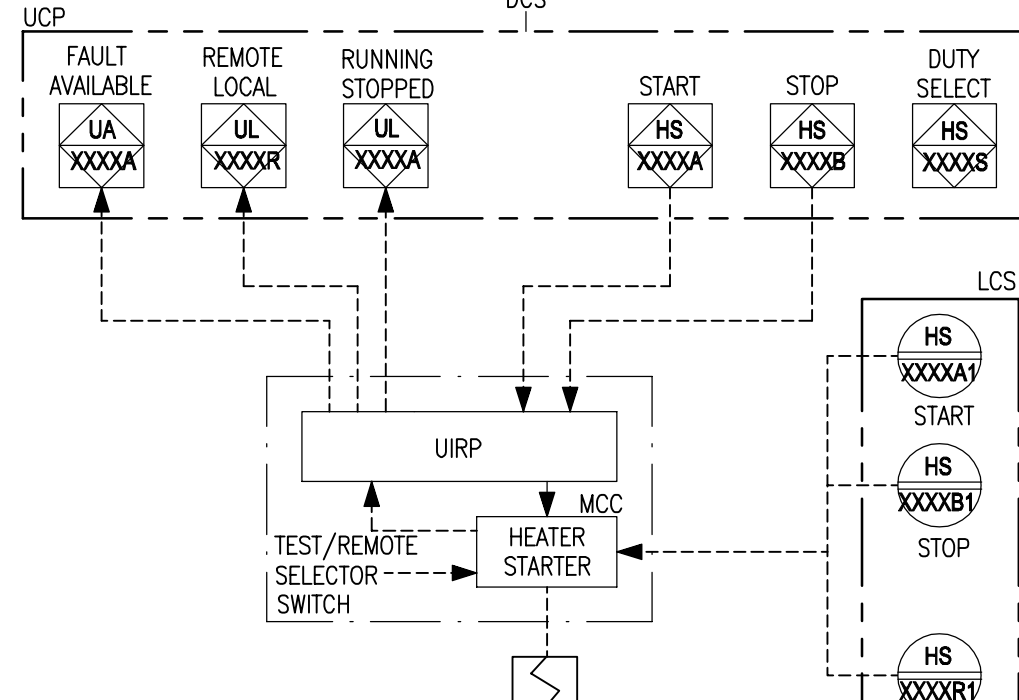 DCS
UCP
FAULT
AVAILABLE
UA
XXXXA
REMOTE
LOCAL
UL
XXXXR
RUNNING
STOPPED
UL
XXXXA
START
HS
XXXXA
STOP
HS
XXXXB
DUTY
SELECT
HS
XXXXS
LCS
HS
XXXXA1
START
HS
XXXXB1
STOP
HS
XXXXR1
UIRP
MCC
HEATER
STARTER
TEST/REMOTE
SELECTOR
SWITCH